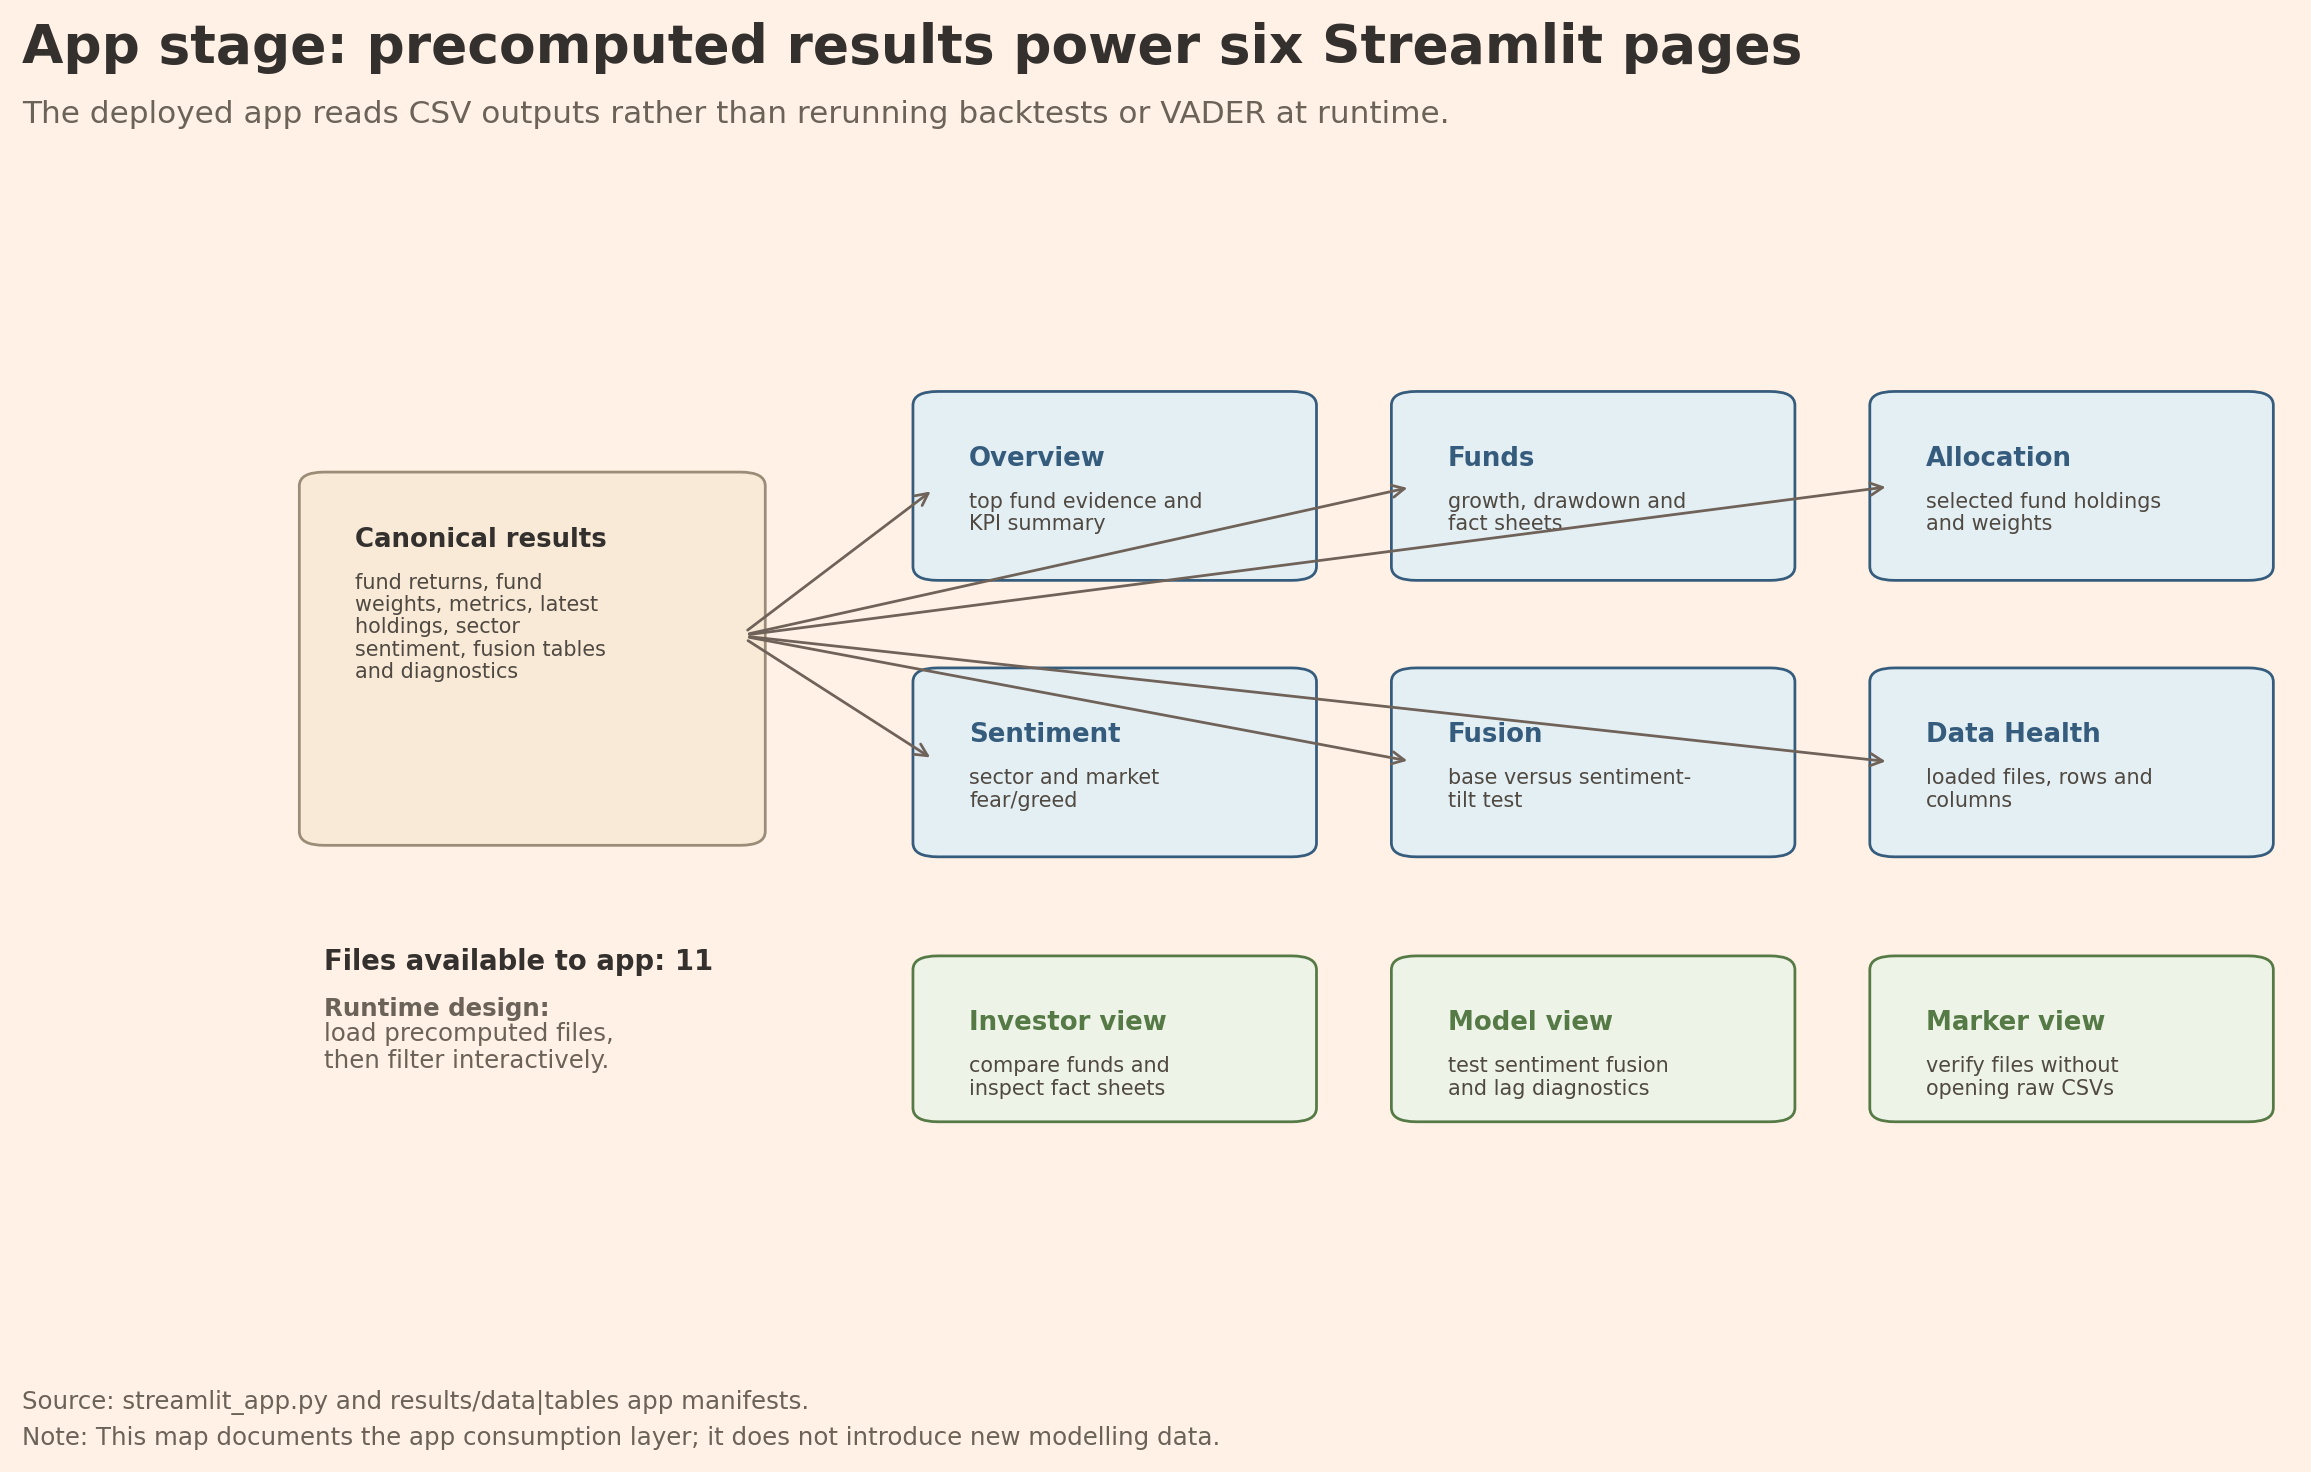 App stage: precomputed results power six Streamlit pages
The deployed app reads CSV outputs rather than rerunning backtests or VADER at runtime.
Canonical results
fund returns, fund
weights, metrics, latest
holdings, sector
sentiment, fusion tables
and diagnostics
Overview
top fund evidence and
KPI summary
Funds
growth, drawdown and
fact sheets
Allocation
selected fund holdings
and weights
Sentiment
sector and market
fear/greed
Fusion
base versus sentiment-
tilt test
Data Health
loaded files, rows and
columns
Files available to app: 11
Runtime design:
load precomputed files,
then filter interactively.
Investor view
compare funds and
inspect fact sheets
Model view
test sentiment fusion
and lag diagnostics
Marker view
verify files without
opening raw CSVs
Source: streamlit_app.py and results/data|tables app manifests.
Note: This map documents the app consumption layer; it does not introduce new modelling data.